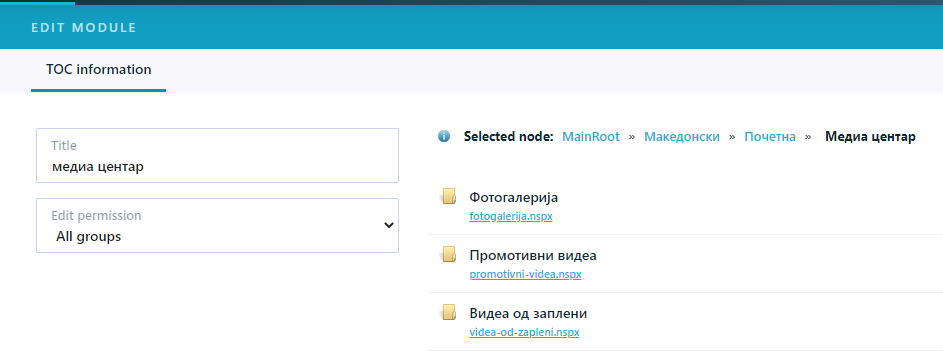 EDIT MODULE
TOC information
Title
медиа центар
Edit permission
All groups
Selected node: MainRoot » Македонски » Почетна » Медиа центар
Фотогалерија
fotogalerija.nspx
Промотивни видеа
promotivni-videa.nspx
Видеа од заплени
videa-od-zapleni.nspx